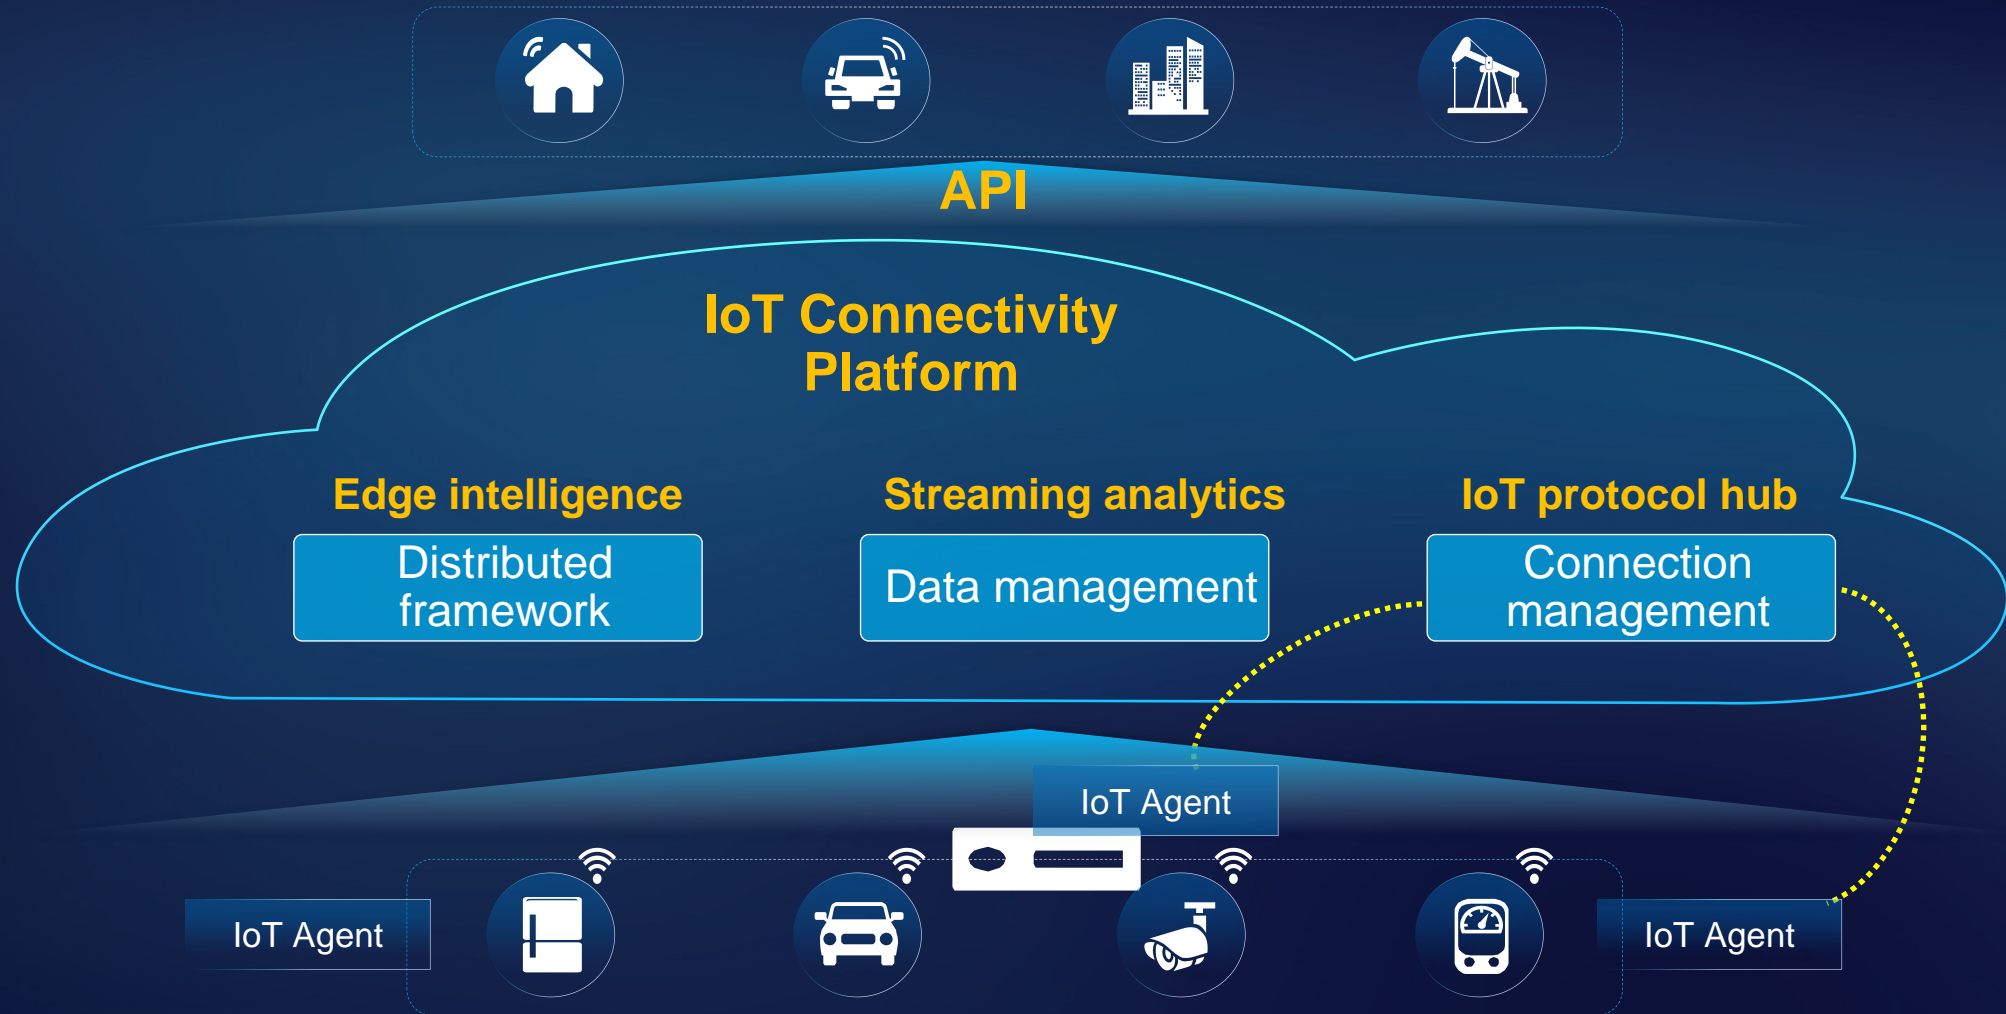 API
IoT Connectivity
Platform
Edge intelligence
Streaming analytics
IoT protocol hub
Distributed
framework
Data management
Connection
management
IoT Agent
IoT Agent
IoT Agent